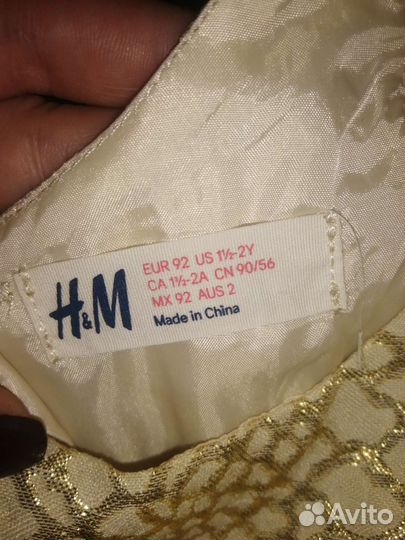 H&M
EUR 92 US 1½-2Y
CA 1½-2A CN 90/56
MX 92 AUS 2
Made in China
Avito